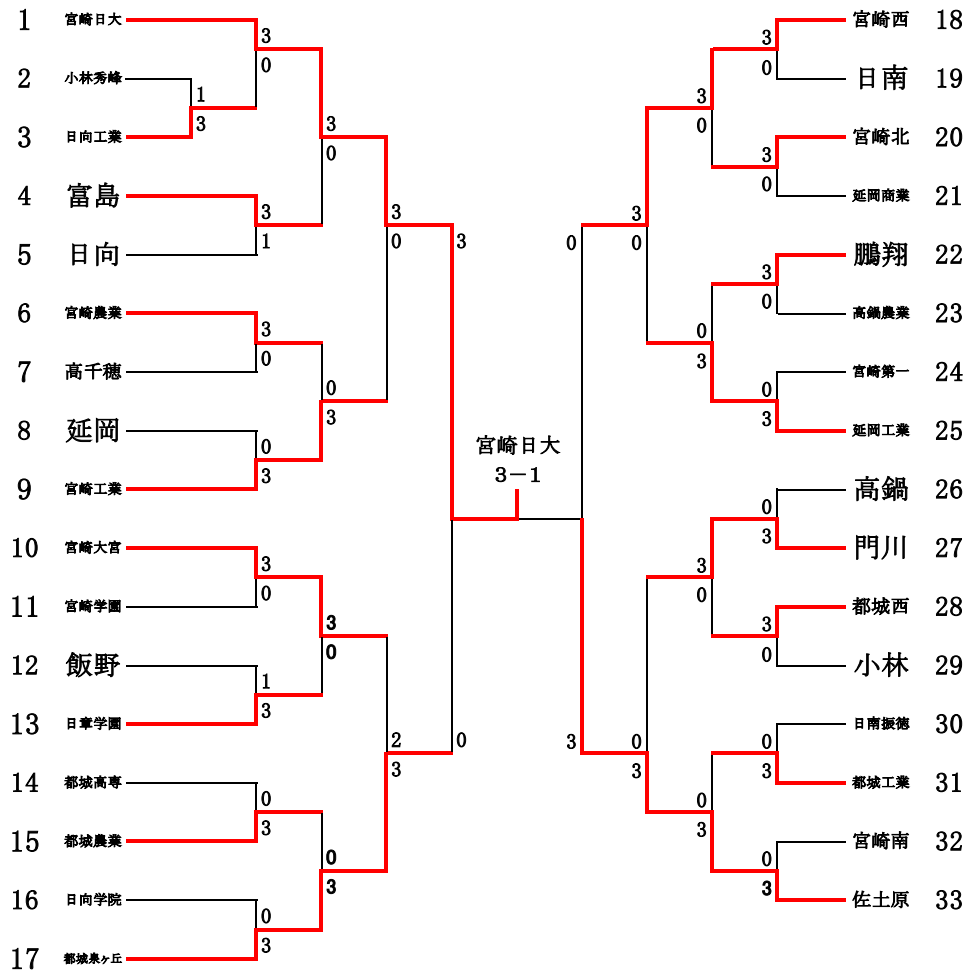 1 宮崎日大
2 小林秀峰
3 日向工業
4 富島
5 日向
6 宮崎農業
7 高千穂
8 延岡
9 宮崎工業
10 宮崎大宮
11 宮崎学園
12 飯野
13 日章学園
14 都城高専
15 都城農業
16 日向学院
17 都城泉ヶ丘
3
0
1
3
3
1
3
0
0
3
3
0
1
3
0
3
0
3
3
0
0
3
3
0
0
3
3
0
2
3
3
0
宮崎日大
3-1
0
3
3
0
0
3
3
0
0
3
3
0
0
3
3
0
3
0
3
0
0
3
0
3
3
0
0
3
0
3
宮崎西 18
日南 19
宮崎北 20
延岡商業 21
鵬翔 22
高鍋農業 23
宮崎第一 24
延岡工業 25
高鍋 26
門川 27
都城西 28
小林 29
日南振徳 30
都城工業 31
宮崎南 32
佐土原 33